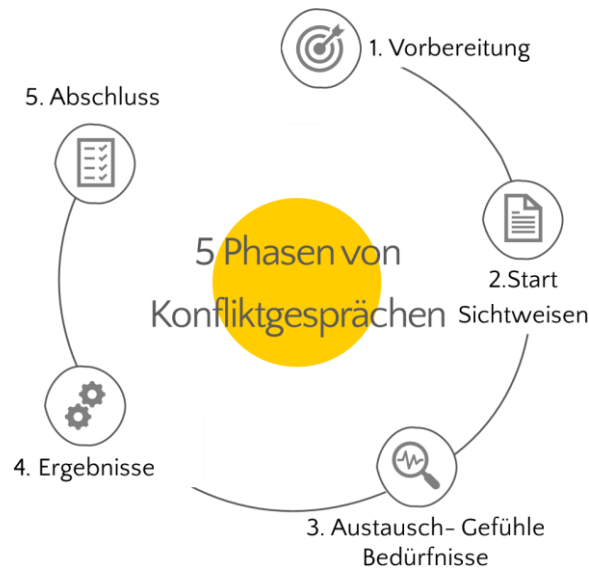 5 Phasen von
Konfliktgesprächen
1. Vorbereitung
2.Start
Sichtweisen
3. Austausch- Gefühle
Bedürfnisse
4. Ergebnisse
5. Abschluss